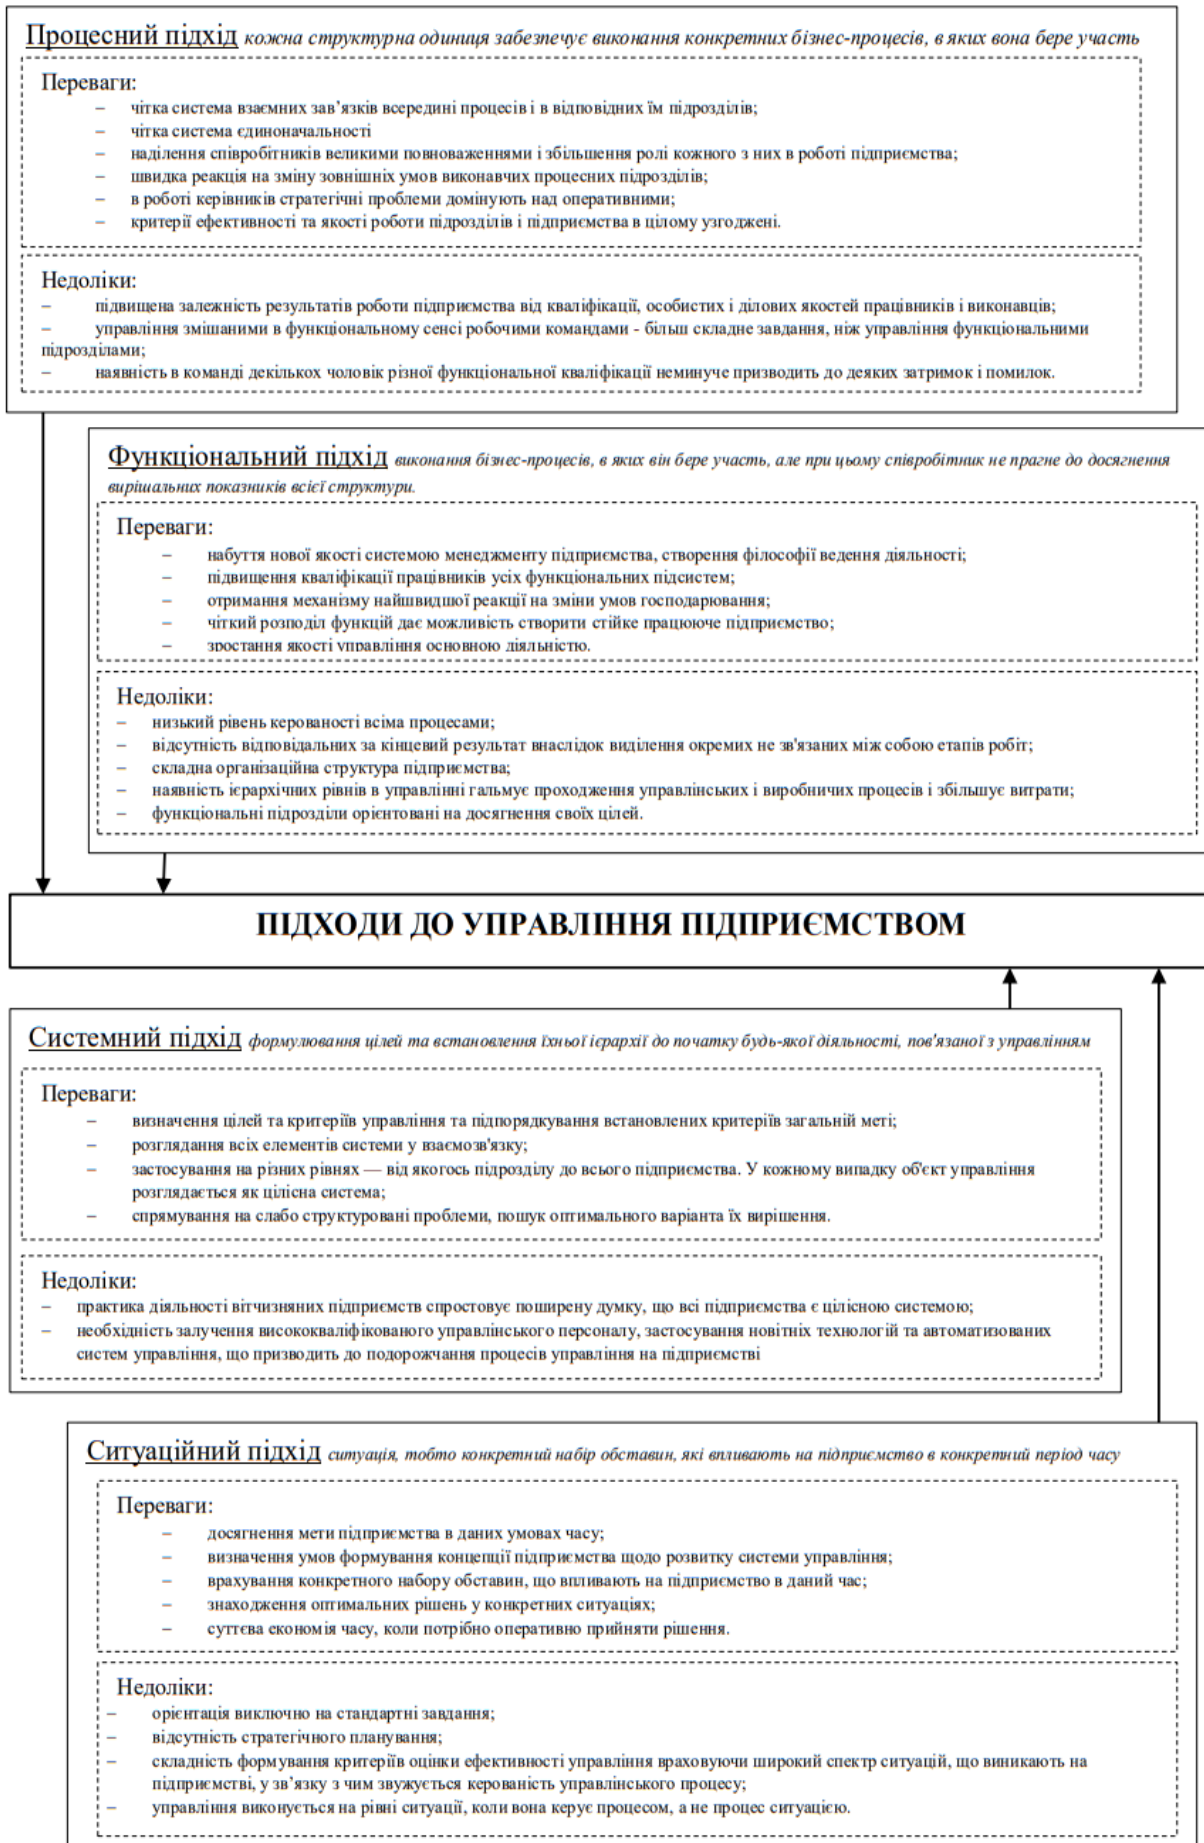 Процесний підхід кожна структурна одиниця забезпечує виконання конкретних бізнес-процесів, в яких вона бере участь
Переваги:
– чітка система взаємних зав’язків всередині процесів і в відповідних їм підрозділів;
– чітка система єдиноначальності
– наділення співробітників великими повноваженнями і збільшення ролі кожного з них в роботі підприємства;
– швидка реакція на зміну зовнішніх умов виконавчих процесних підрозділів;
– в роботі керівників стратегічні проблеми домінують над оперативними;
– критерії ефективності та якості роботи підрозділів і підприємства в цілому узгоджені.
Недоліки:
– підвищена залежність результатів роботи підприємства від кваліфікації, особистих і ділових якостей працівників і виконавців;
– управління змішаними в функціональному сенсі робочими командами - більш складне завдання, ніж управління функціональними
підрозділами;
– наявність в команді декількох чоловік різної функціональної кваліфікації неминуче призводить до деяких затримок і помилок.
Функціональний підхід виконання бізнес-процесів, в яких він бере участь, але при цьому співробітник не прагне до досягнення
вирішальних показників всієї структури.
Переваги:
– набуття нової якості системою менеджменту підприємства, створення філософії ведення діяльності;
– підвищення кваліфікації працівників усіх функціональних підсистем;
– отримання механізму найшвидшої реакції на зміни умов господарювання;
– чіткий розподіл функцій дає можливість створити стійке працююче підприємство;
– зростання якості управління основною діяльністю.
Недоліки:
– низький рівень керованості всіма процесами;
– відсутність відповідальних за кінцевий результат внаслідок виділення окремих не зв'язаних між собою етапів робіт;
– складна організаційна структура підприємства;
– наявність ієрархічних рівнів в управлінні гальмує проходження управлінських і виробничих процесів і збільшує витрати;
– функціональні підрозділи орієнтовані на досягнення своїх цілей.
ПІДХОДИ ДО УПРАВЛІННЯ ПІДПРИЄМСТВОМ
Системний підхід формулювання цілей та встановлення їхньої ієрархії до початку будь-якої діяльності, пов'язаної з управлінням
Переваги:
– визначення цілей та критеріїв управління та підпорядкування встановлених критеріїв загальній меті;
– розглядання всіх елементів системи у взаємозв'язку;
– застосування на різних рівнях — від якогось підрозділу до всього підприємства. У кожному випадку об'єкт управління
розглядається як цілісна система;
– спрямування на слабо структуровані проблеми, пошук оптимального варіанта їх вирішення.
Недоліки:
– практика діяльності вітчизняних підприємств спростовує поширену думку, що всі підприємства є цілісною системою;
– необхідність залучення висококваліфікованого управлінського персоналу, застосування новітніх технологій та автоматизованих
систем управління, що призводить до подорожчання процесів управління на підприємстві
Ситуаційний підхід ситуація, тобто конкретний набір обставин, які впливають на підприємство в конкретний період часу
Переваги:
– досягнення мети підприємства в даних умовах часу;
– визначення умов формування концепції підприємства щодо розвитку системи управління;
– врахування конкретного набору обставин, що впливають на підприємство в даний час;
– знаходження оптимальних рішень у конкретних ситуаціях;
– суттєва економія часу, коли потрібно оперативно прийняти рішення.
Недоліки:
– орієнтація виключно на стандартні завдання;
– відсутність стратегічного планування;
– складність формування критеріїв оцінки ефективності управління враховуючи широкий спектр ситуацій, що виникають на
підприємстві, у зв’язку з чим звужується керованість управлінського процесу;
– управління виконується на рівні ситуації, коли вона керує процесом, а не процес ситуацією.